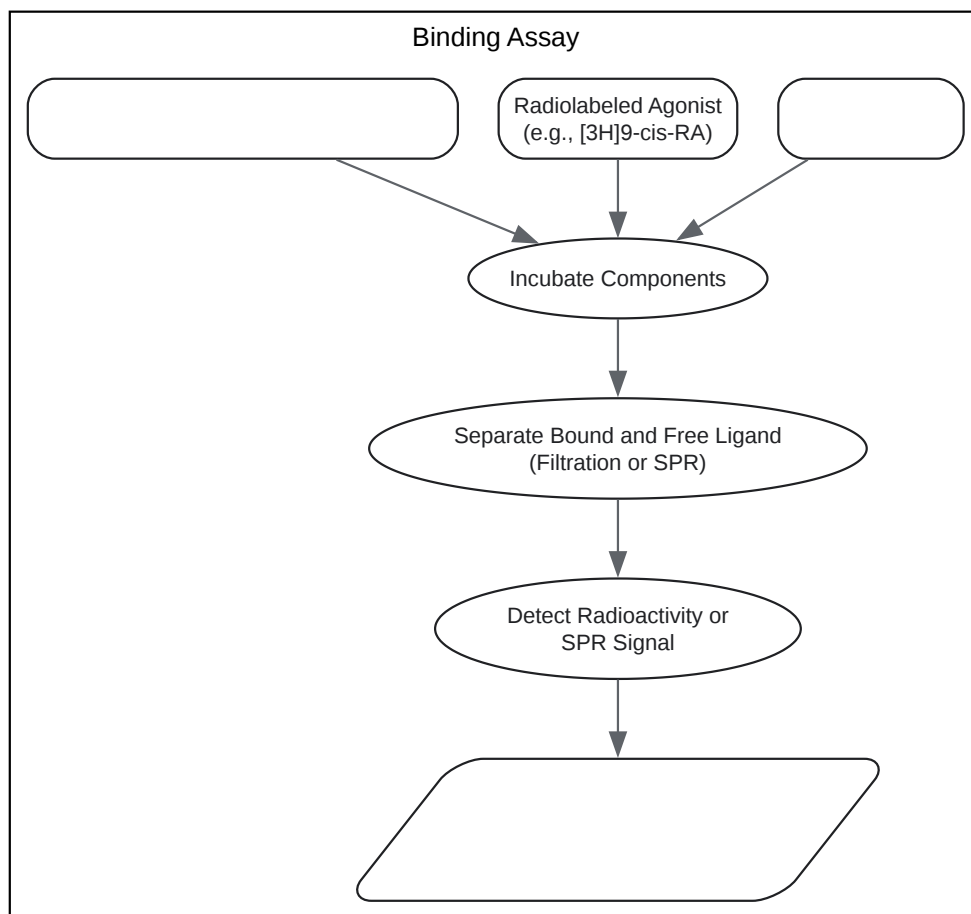 Binding Assay
Radiolabeled Agonist
(e.g., [3H]9-cis-RA)
Incubate Components
Separate Bound and Free Ligand
(Filtration or SPR)
Detect Radioactivity or
SPR Signal